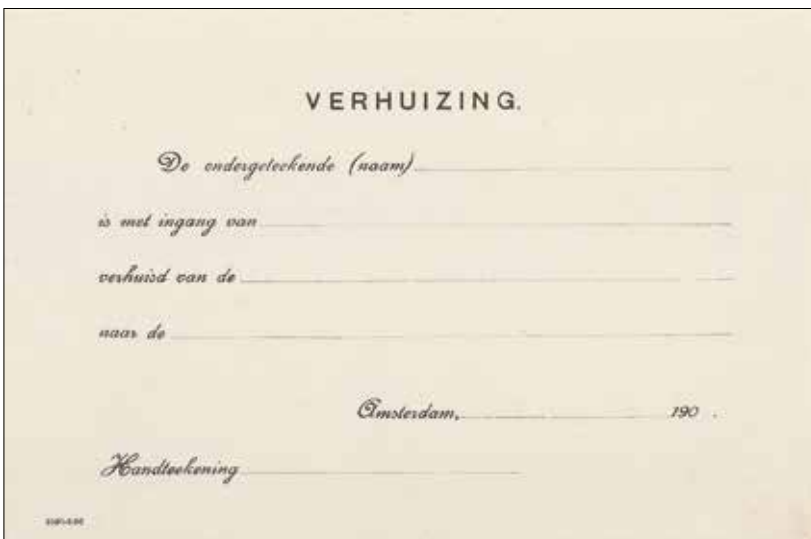 VERHUIZING.
De ondergeteekende (naam)
is met ingang van
verhuisd van de
naar de
Amsterdam, 190 .
Handteekening